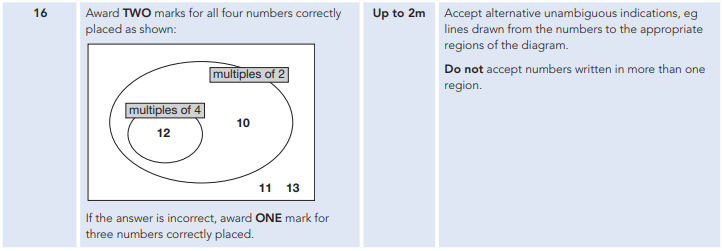 16
Award TWO marks for all four numbers correctly
placed as shown:
multiples of 2
multiples of 4
12
10
11 13
If the answer is incorrect, award ONE mark for
three numbers correctly placed.
Up to 2m
Accept alternative unambiguous indications, eg
lines drawn from the numbers to the appropriate
regions of the diagram.
Do not accept numbers written in more than one
region.